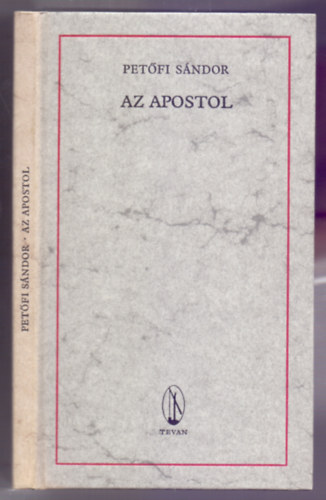 PETŐFI SÁNDOR
AZ APOSTOL
TEVAN
PETŐFI SÁNDOR • AZ APOSTOL